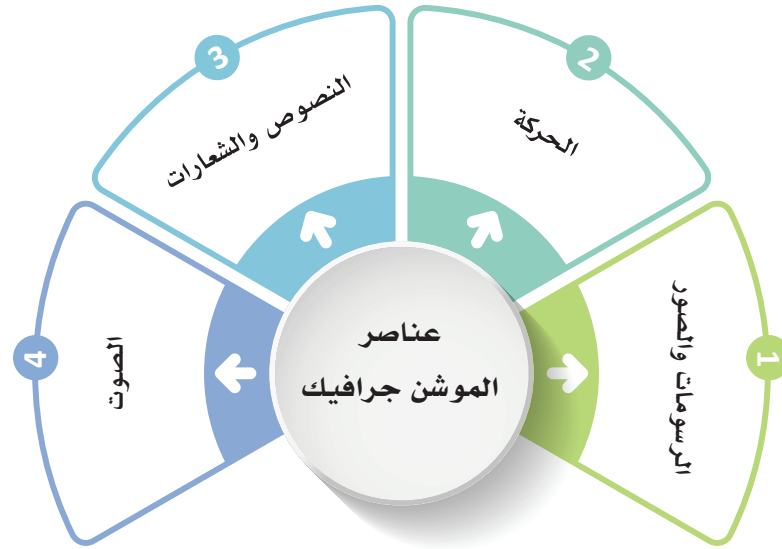 عناصر
الموشن جرافيك
1
الرسومات والصور
2
الحركة
3
النصوص والشعارات
4
الصوت